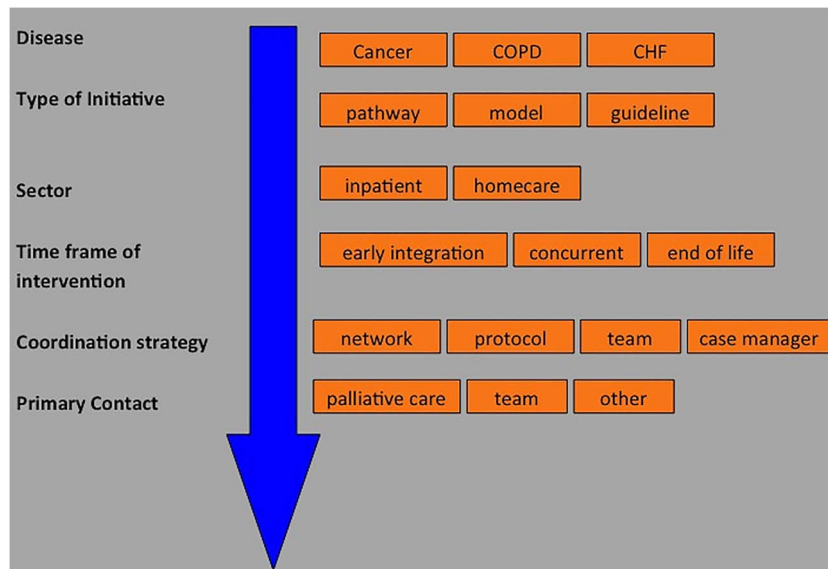 Disease
Cancer COPD CHF
Type of Initiative
pathway model guideline
Sector
inpatient homecare
Time frame of
intervention
early integration concurrent end of life
Coordination strategy
network protocol team case manager
Primary Contact
palliative care team other